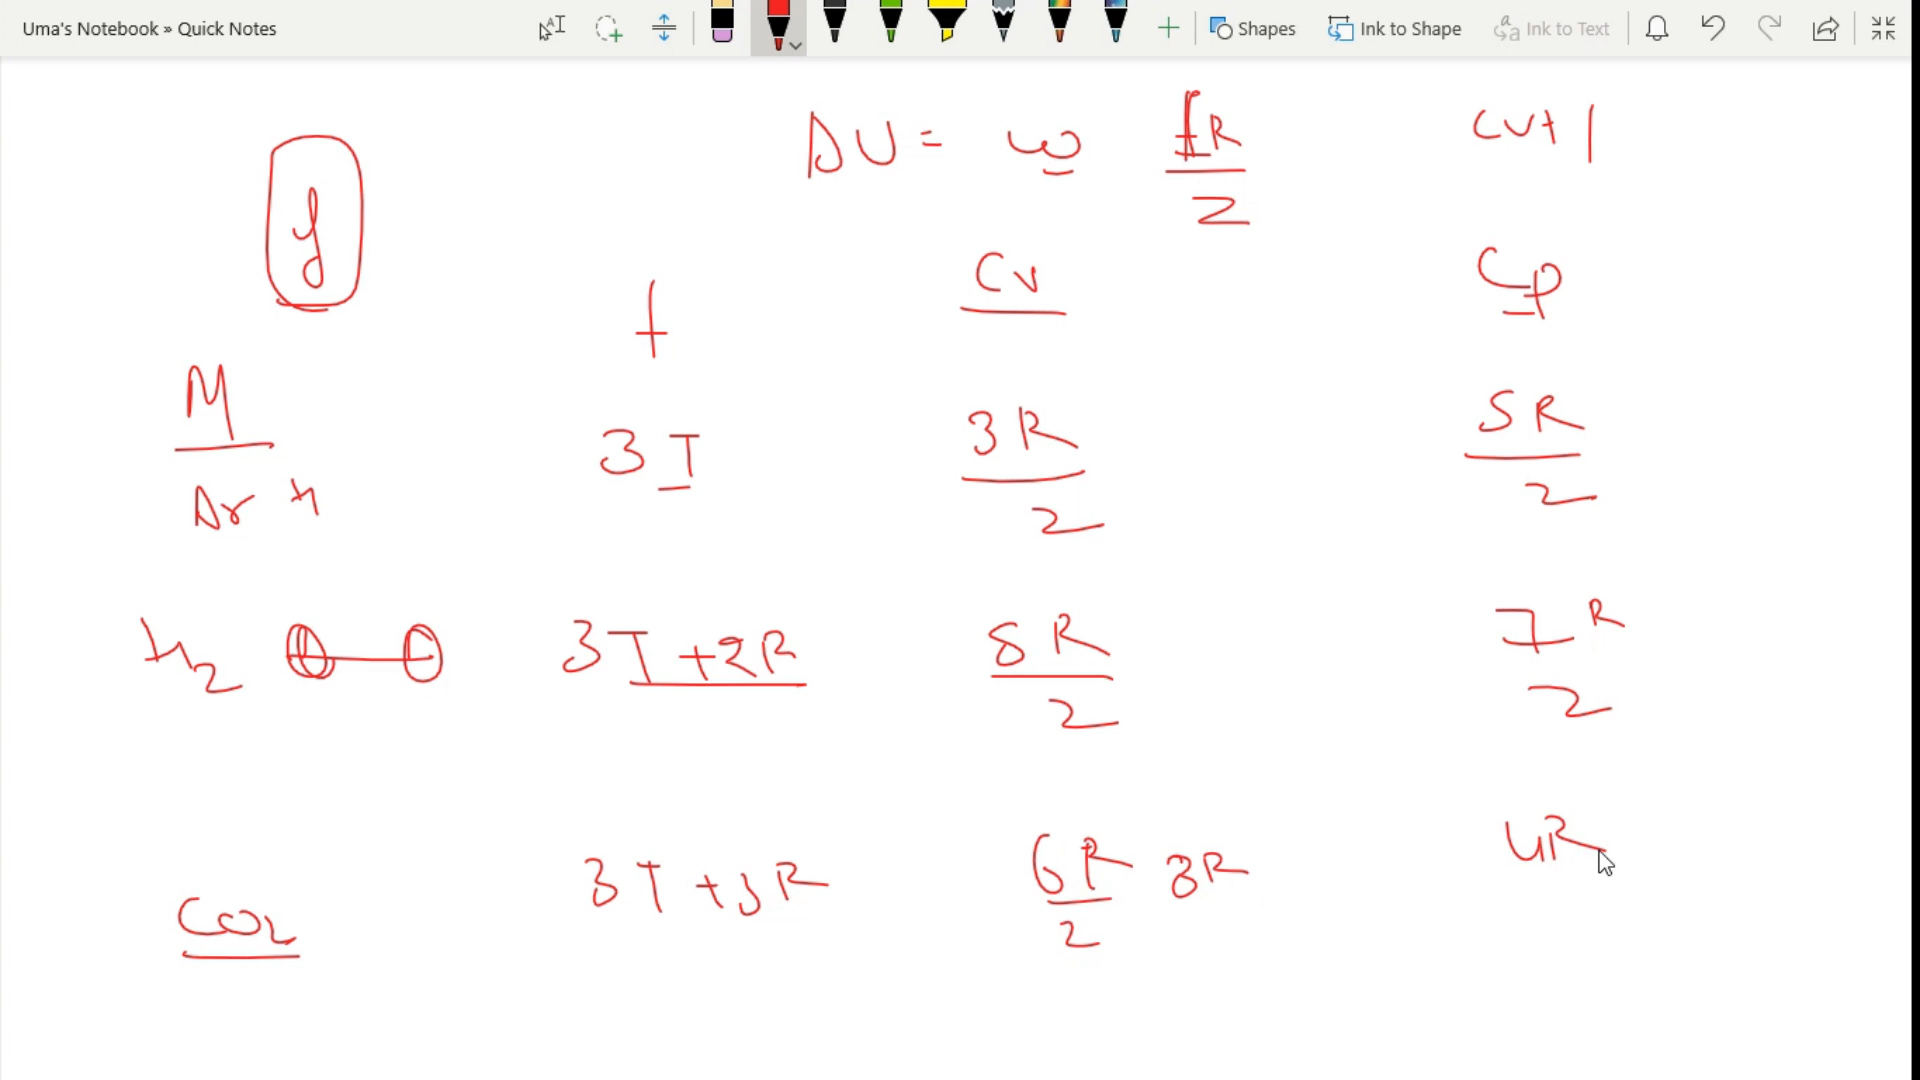 Uma's Notebook » Quick Notes Shapes Ink to Shape Ink to Text
ΔU = ω fR/2 Cv+1
f Cv Cp
M 3T 3R/2 5R/2
Ar H
H2 3T+2R 5R/2 7R/2
CO2 3T+3R 6R/2 3R 4R